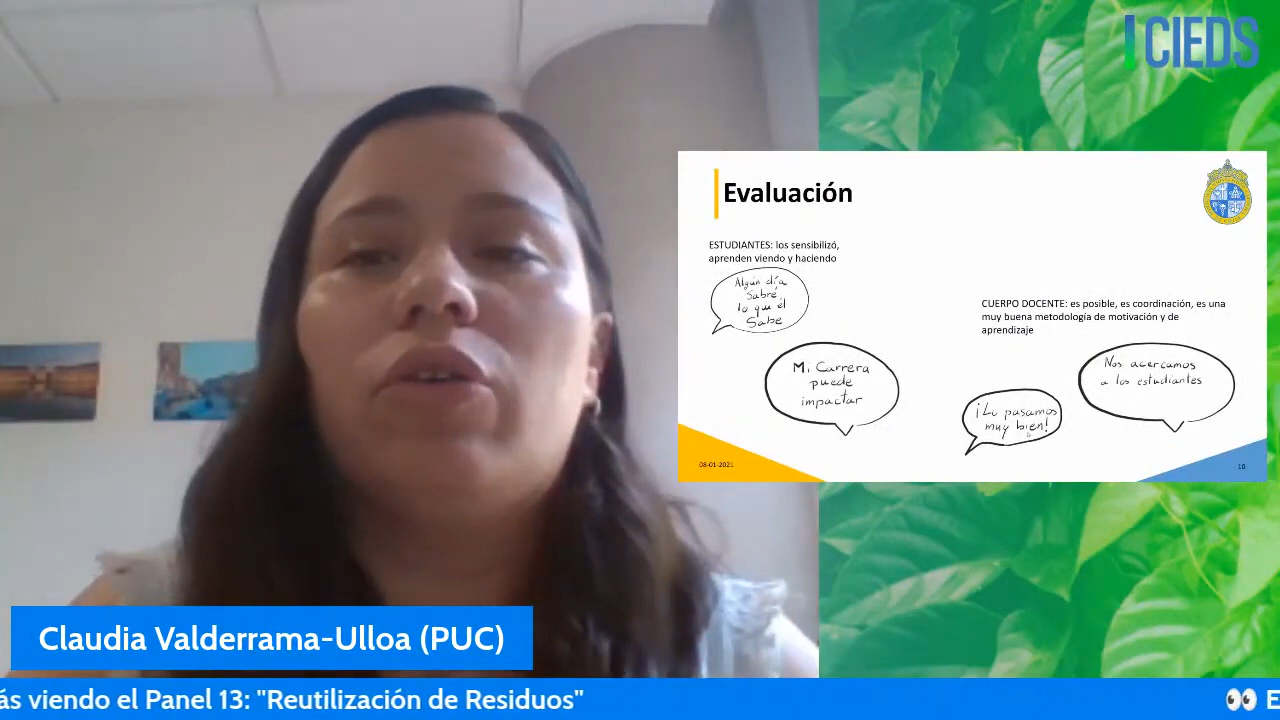 CIEDS
Evaluación
ESTUDIANTES: los sensibilizó,
aprenden viendo y haciendo
Algún día
Sabré
lo que él
Sabe
Mi Carrera
puede
impactar
CUERPO DOCENTE: es posible, es coordinación, es una
muy buena metodología de motivación y de
aprendizaje
Nos acercamos
a los estudiantes
¡Lo pasamos
muy bien!
08-01-2021
10
Claudia Valderrama-Ulloa (PUC)
ás viendo el Panel 13: "Reutilización de Residuos"
👀 E